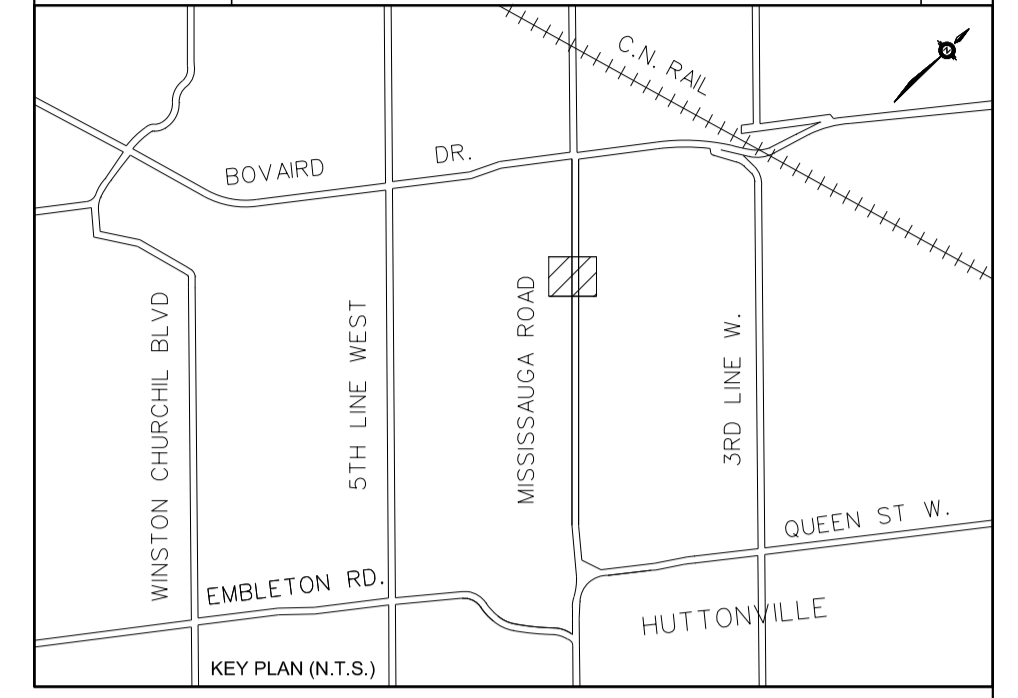 C.N. RAIL
BOVAIRD DR.
WINSTON CHURCHIL BLVD
5TH LINE WEST
MISSISSAUGA ROAD
3RD LINE W.
QUEEN ST W.
EMBLETON RD.
HUTTONVILLE
KEY PLAN (N.T.S.)